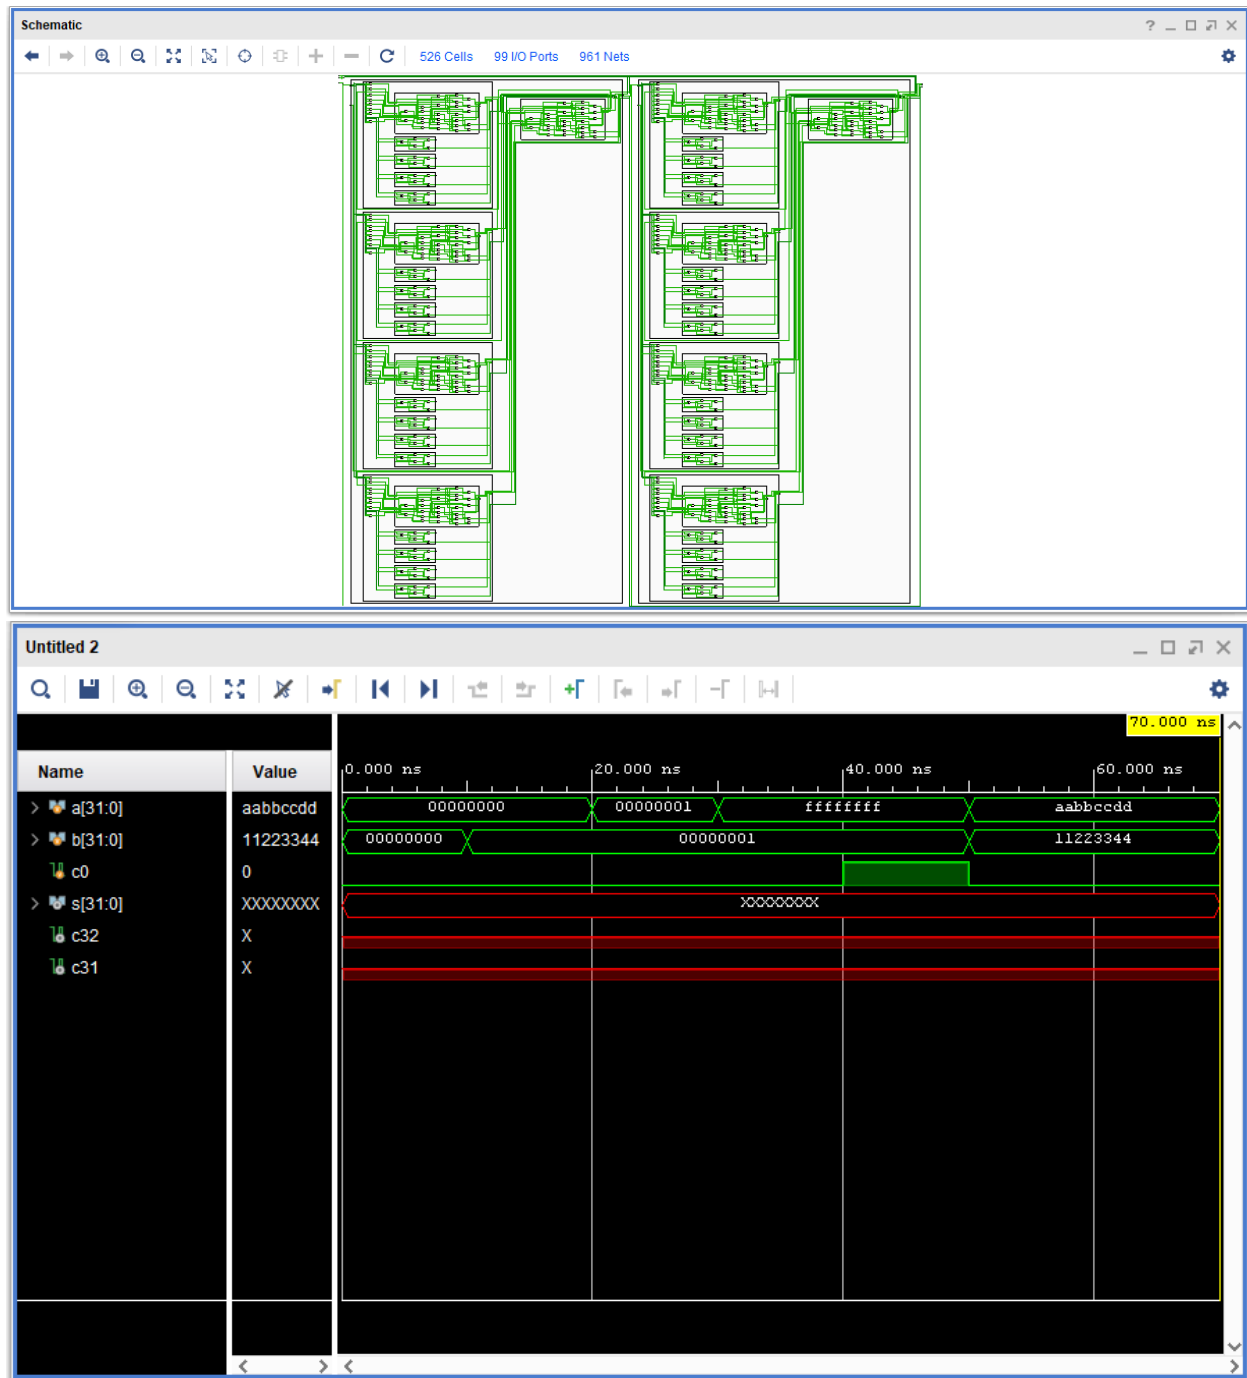 Schematic
?
526 Cells 99 I/O Ports 961 Nets
Untitled 2
70.000 ns
Name Value 0.000 ns 20.000 ns 40.000 ns 60.000 ns
a[31:0] aabbccdd 00000000 00000001 ffffffff aabbccdd
b[31:0] 11223344 00000000 00000001 11223344
c0 0
s[31:0] XXXXXXXX XXXXXXXX
c32 X
c31 X